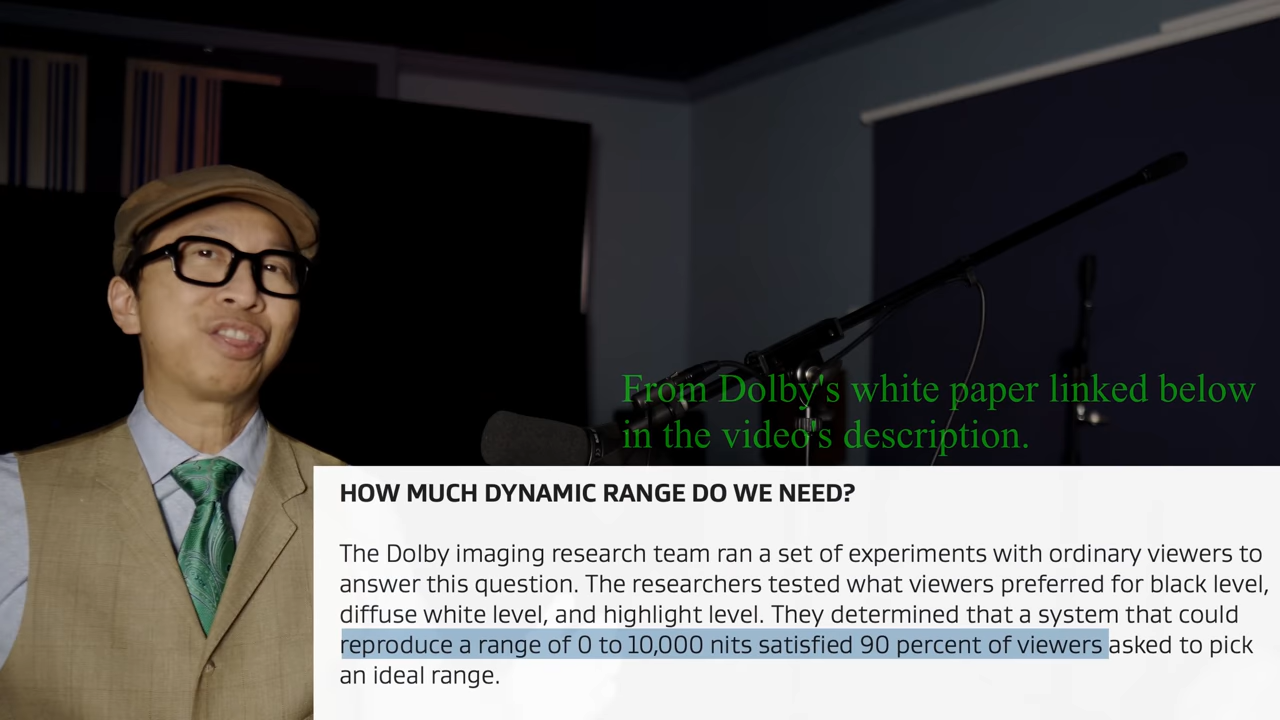 From Dolby's white paper linked below
in the video's description.
HOW MUCH DYNAMIC RANGE DO WE NEED?
The Dolby imaging research team ran a set of experiments with ordinary viewers to
answer this question. The researchers tested what viewers preferred for black level,
diffuse white level, and highlight level. They determined that a system that could
reproduce a range of 0 to 10,000 nits satisfied 90 percent of viewers asked to pick
an ideal range.